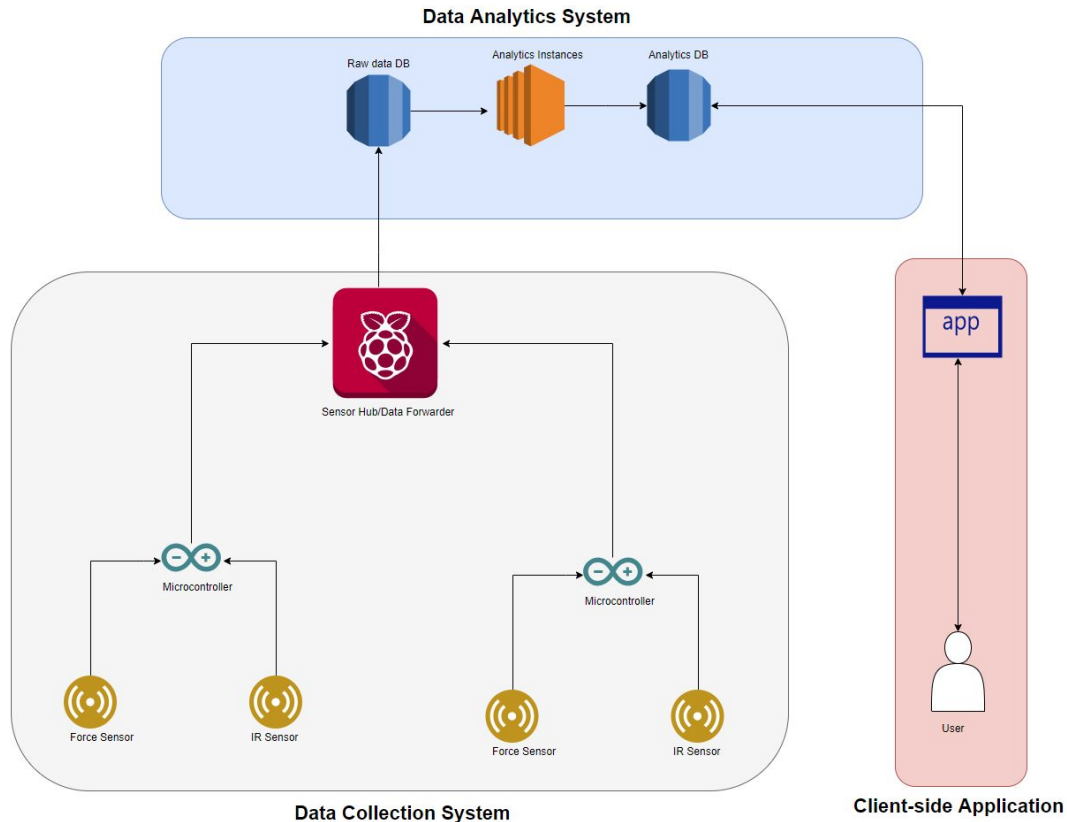 Data Analytics System
Raw data DB
Analytics Instances
Analytics DB
app
Sensor Hub/Data Forwarder
Microcontroller
Microcontroller
Force Sensor
IR Sensor
Force Sensor
IR Sensor
User
Data Collection System
Client-side Application